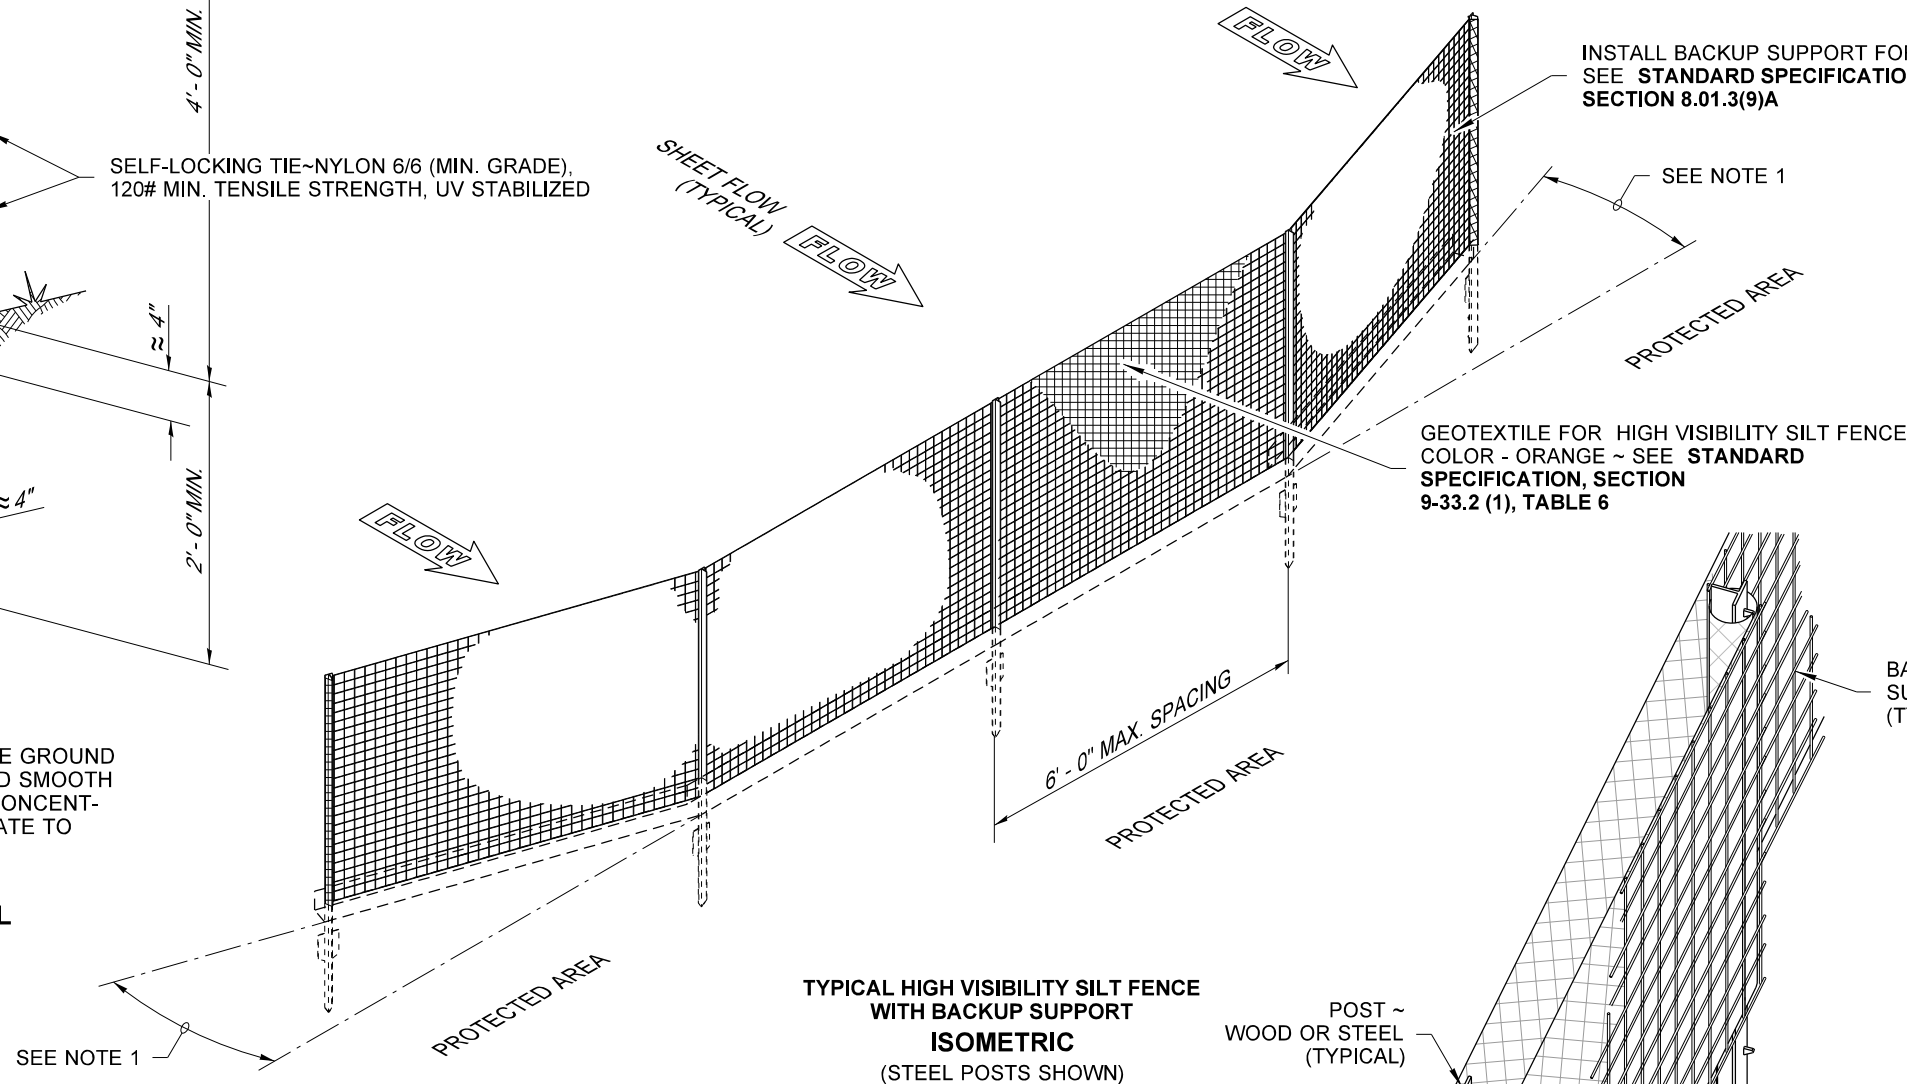 4' - 0" MIN.
SELF-LOCKING TIE~NYLON 6/6 (MIN. GRADE),
120# MIN. TENSILE STRENGTH, UV STABILIZED
≈ 4"
≈ 4"
2' - 0" MIN.
FLOW
INSTALL BACKUP SUPPORT
SEE STANDARD
SECTION 8.01.3(9)A
SHEET FLOW
(TYPICAL)
FLOW
SEE NOTE 1
PROTECTED AREA
GEOTEXTILE FOR HIGH VISIBILITY SILT FENCE
COLOR - ORANGE ~ SEE STANDARD
SPECIFICATION, SECTION
9-33.2 (1), TABLE 6
FLOW
6' - 0" MAX. SPACING
PROTECTED AREA
GROUND
SMOOTH
TO
PROTECTED AREA
SEE NOTE 1
TYPICAL HIGH VISIBILITY SILT FENCE
WITH BACKUP SUPPORT
ISOMETRIC
(STEEL POSTS SHOWN)
POST ~
WOOD OR STEEL
(TYPICAL)